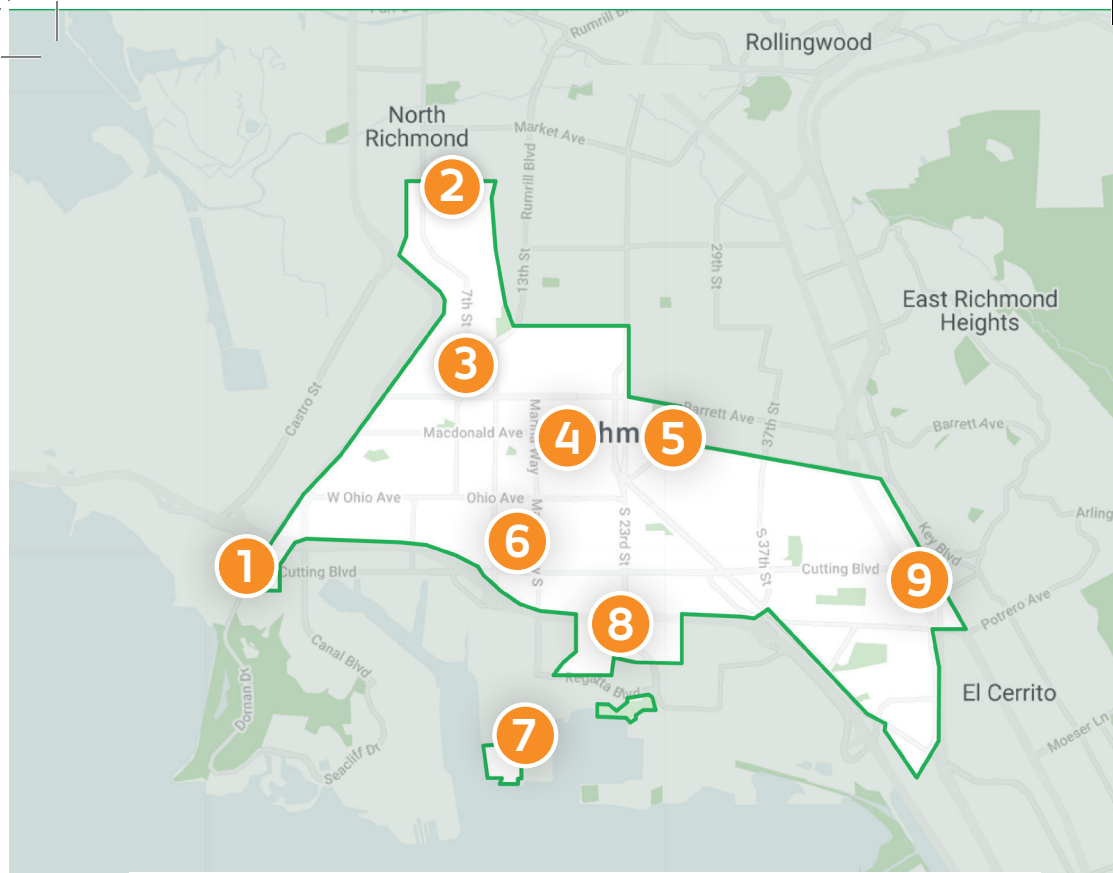 Rumrill Blvd
Rollingwood
North
Richmond
Market Ave
2
Rumrill Blvd
13th St
29th St
7th St
East Richmond
Heights
3
Castro St
Barrett Ave
37th St
Barrett Ave
Macdonald Ave
4
hm
5
W Ohio Ave
Ohio Ave
Arling
6
S 23rd St
S 37th St
Key Blvd
1
Cutting Blvd
Cutting Blvd
9
Potrero Ave
8
Canal Blvd
Dornan Dr
Regatta Blvd
El Cerrito
7
Seacliff Dr
Moeser Ln